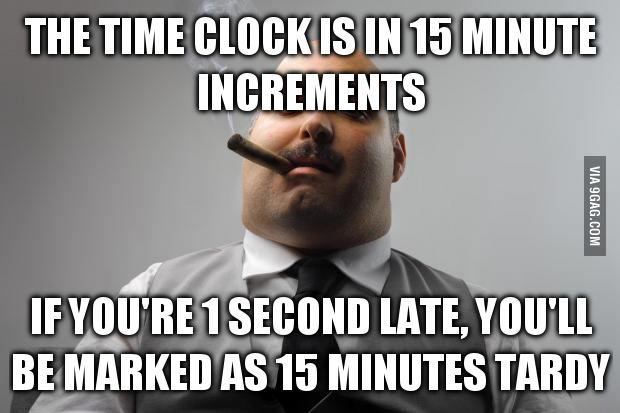 THE TIME CLOCK IS IN 15 MINUTE
INCREMENTS
VIA 9GAG.COM
IF YOU'RE 1 SECOND LATE, YOU'LL
BE MARKED AS 15 MINUTES TARDY